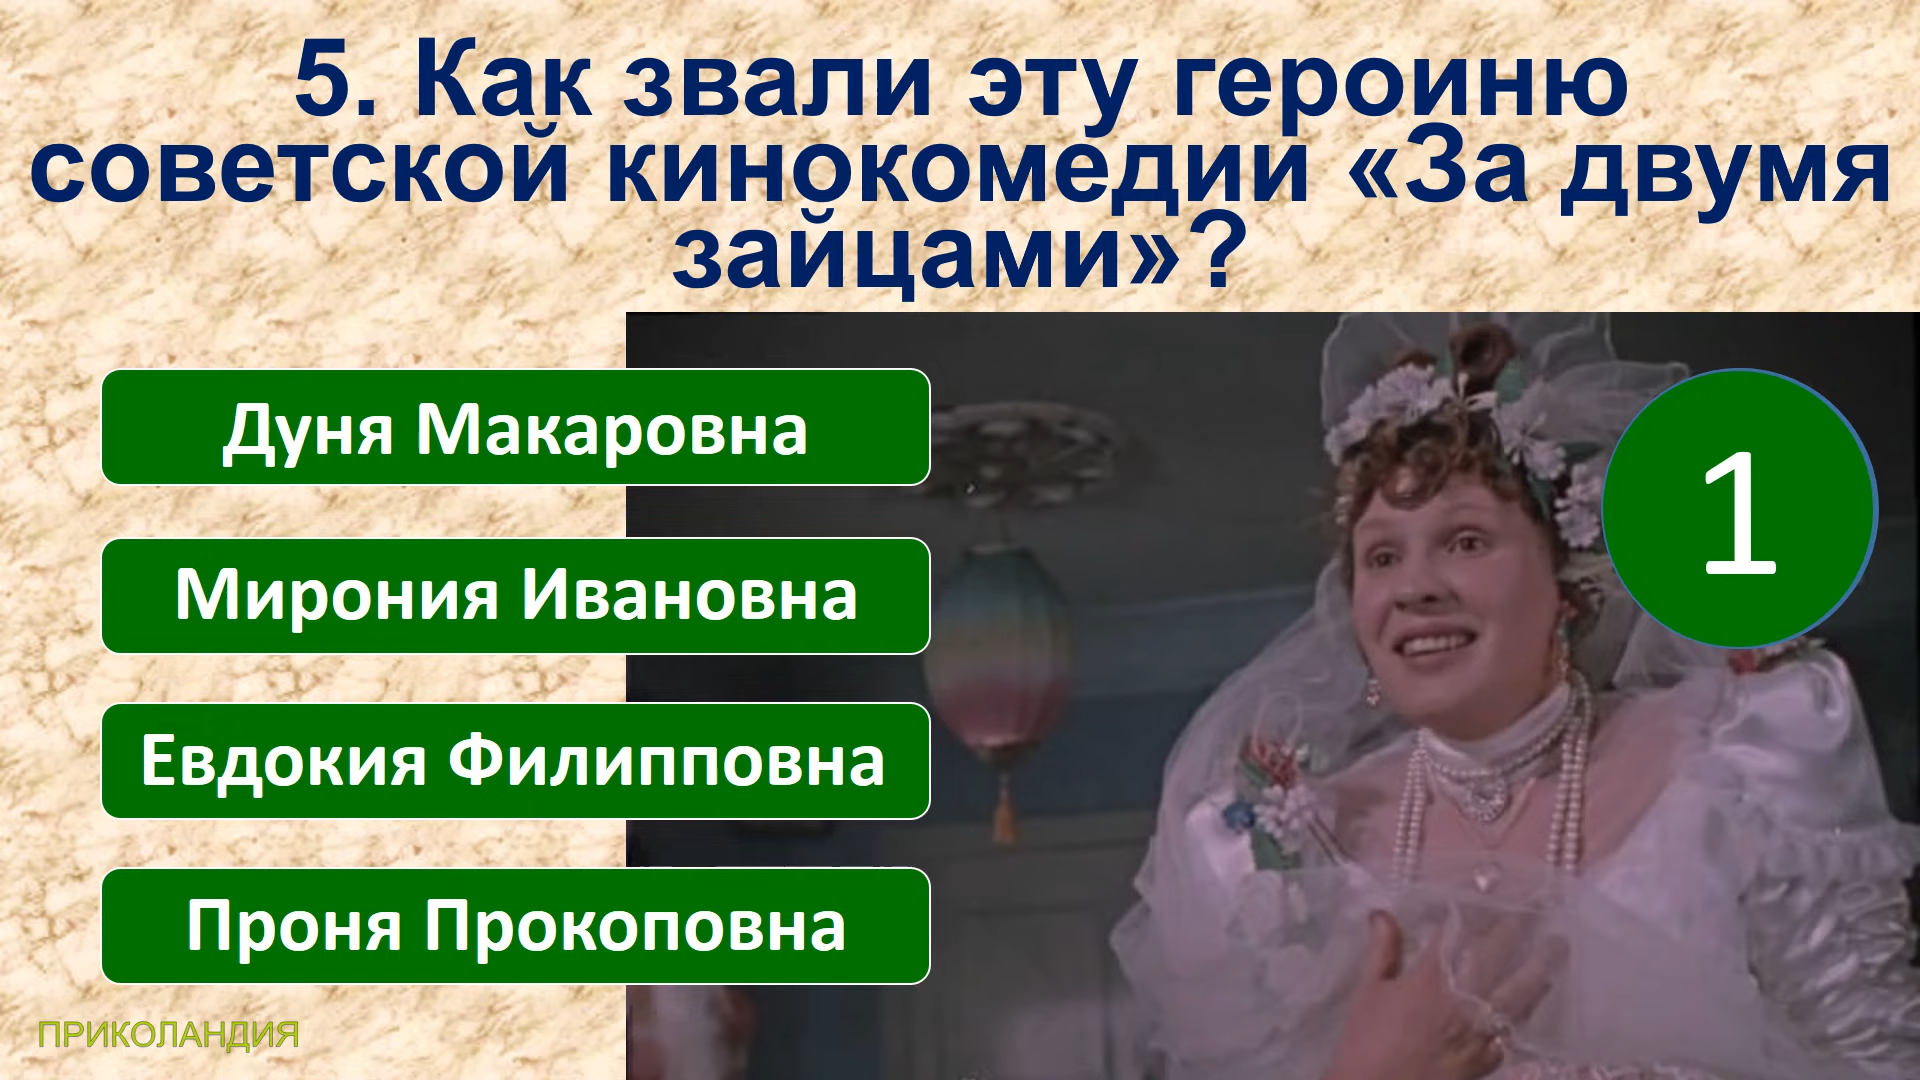 5. Как звали эту героиню
советской кинокомедии «За двумя
зайцами»?
Дуня Макаровна
1
Мирония Ивановна
Евдокия Филипповна
Проня Прокоповна
ПРИКОЛАНДИЯ